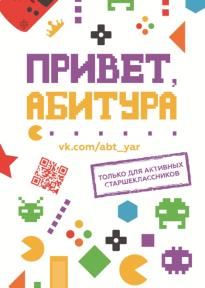 ПРИВЕТ,
АБИТУРА
vk.com/abt_yar
ТОЛЬКО ДЛЯ АКТИВНЫХ
СТАРШЕКЛАССНИКОВ